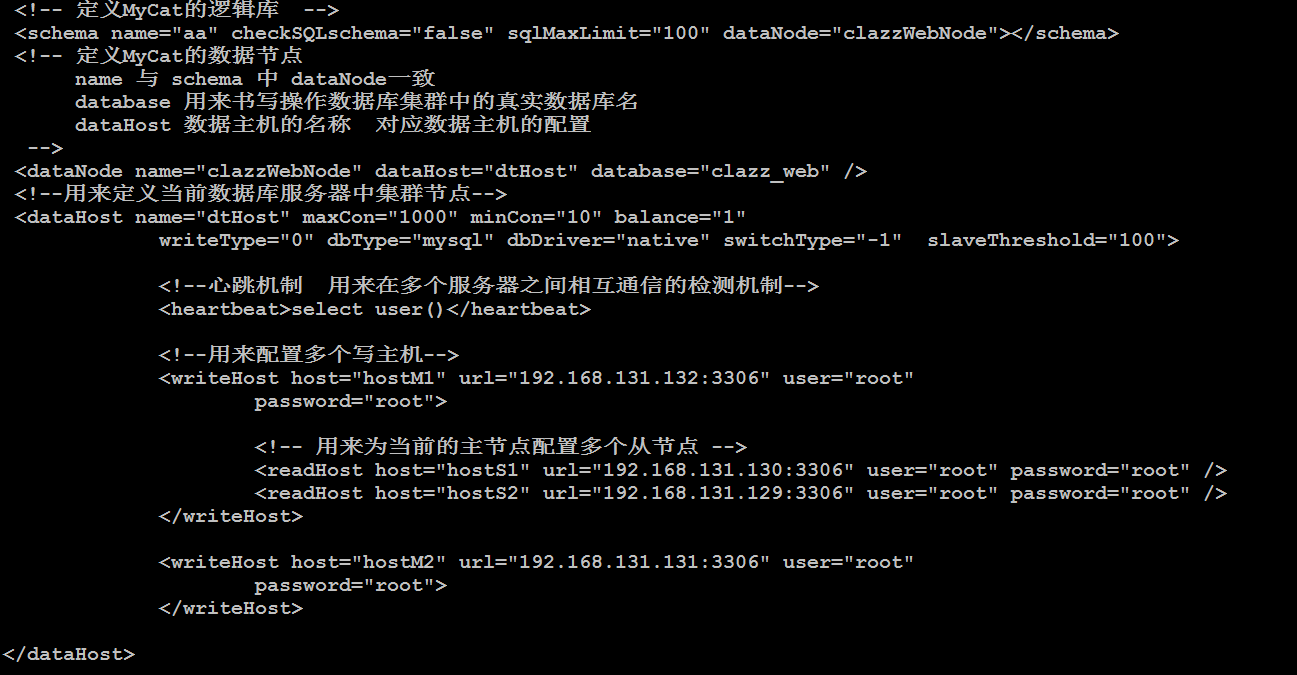 <!-- 定义MyCat的逻辑库  -->
<schema name="aa" checkSQLschema="false" sqlMaxLimit="100" dataNode="clazzWebNode"></schema>
<!-- 定义MyCat的数据节点
name 与 schema 中 dataNode一致
database 用来书写操作数据库集群中的真实数据库名
dataHost 数据主机的名称  对应数据主机的配置
-->
<dataNode name="clazzWebNode" dataHost="dtHost" database="clazz_web" />
<!--用来定义当前数据库服务器中集群节点-->
<dataHost name="dtHost" maxCon="1000" minCon="10" balance="1"
writeType="0" dbType="mysql" dbDriver="native" switchType="-1"  slaveThreshold="100">
<!--心跳机制  用来在多个服务器之间相互通信的检测机制-->
<heartbeat>select user()</heartbeat>
<!--用来配置多个写主机-->
<writeHost host="hostM1" url="192.168.131.132:3306" user="root"
password="root">
<!-- 用来为当前的主节点配置多个从节点 -->
<readHost host="hostS1" url="192.168.131.130:3306" user="root" password="root" />
<readHost host="hostS2" url="192.168.131.129:3306" user="root" password="root" />
</writeHost>
<writeHost host="hostM2" url="192.168.131.131:3306" user="root"
password="root">
</writeHost>
</dataHost>